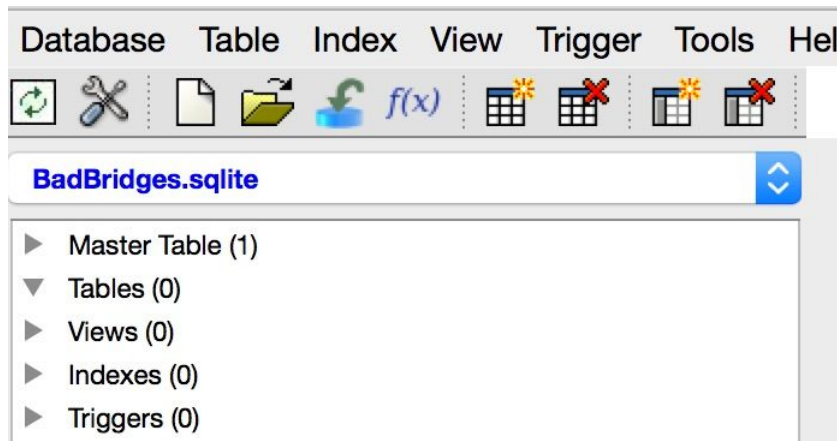 Database Table Index View Trigger Tools Hel
f(x)
BadBridges.sqlite
Master Table (1)
Tables (0)
Views (0)
Indexes (0)
Triggers (0)